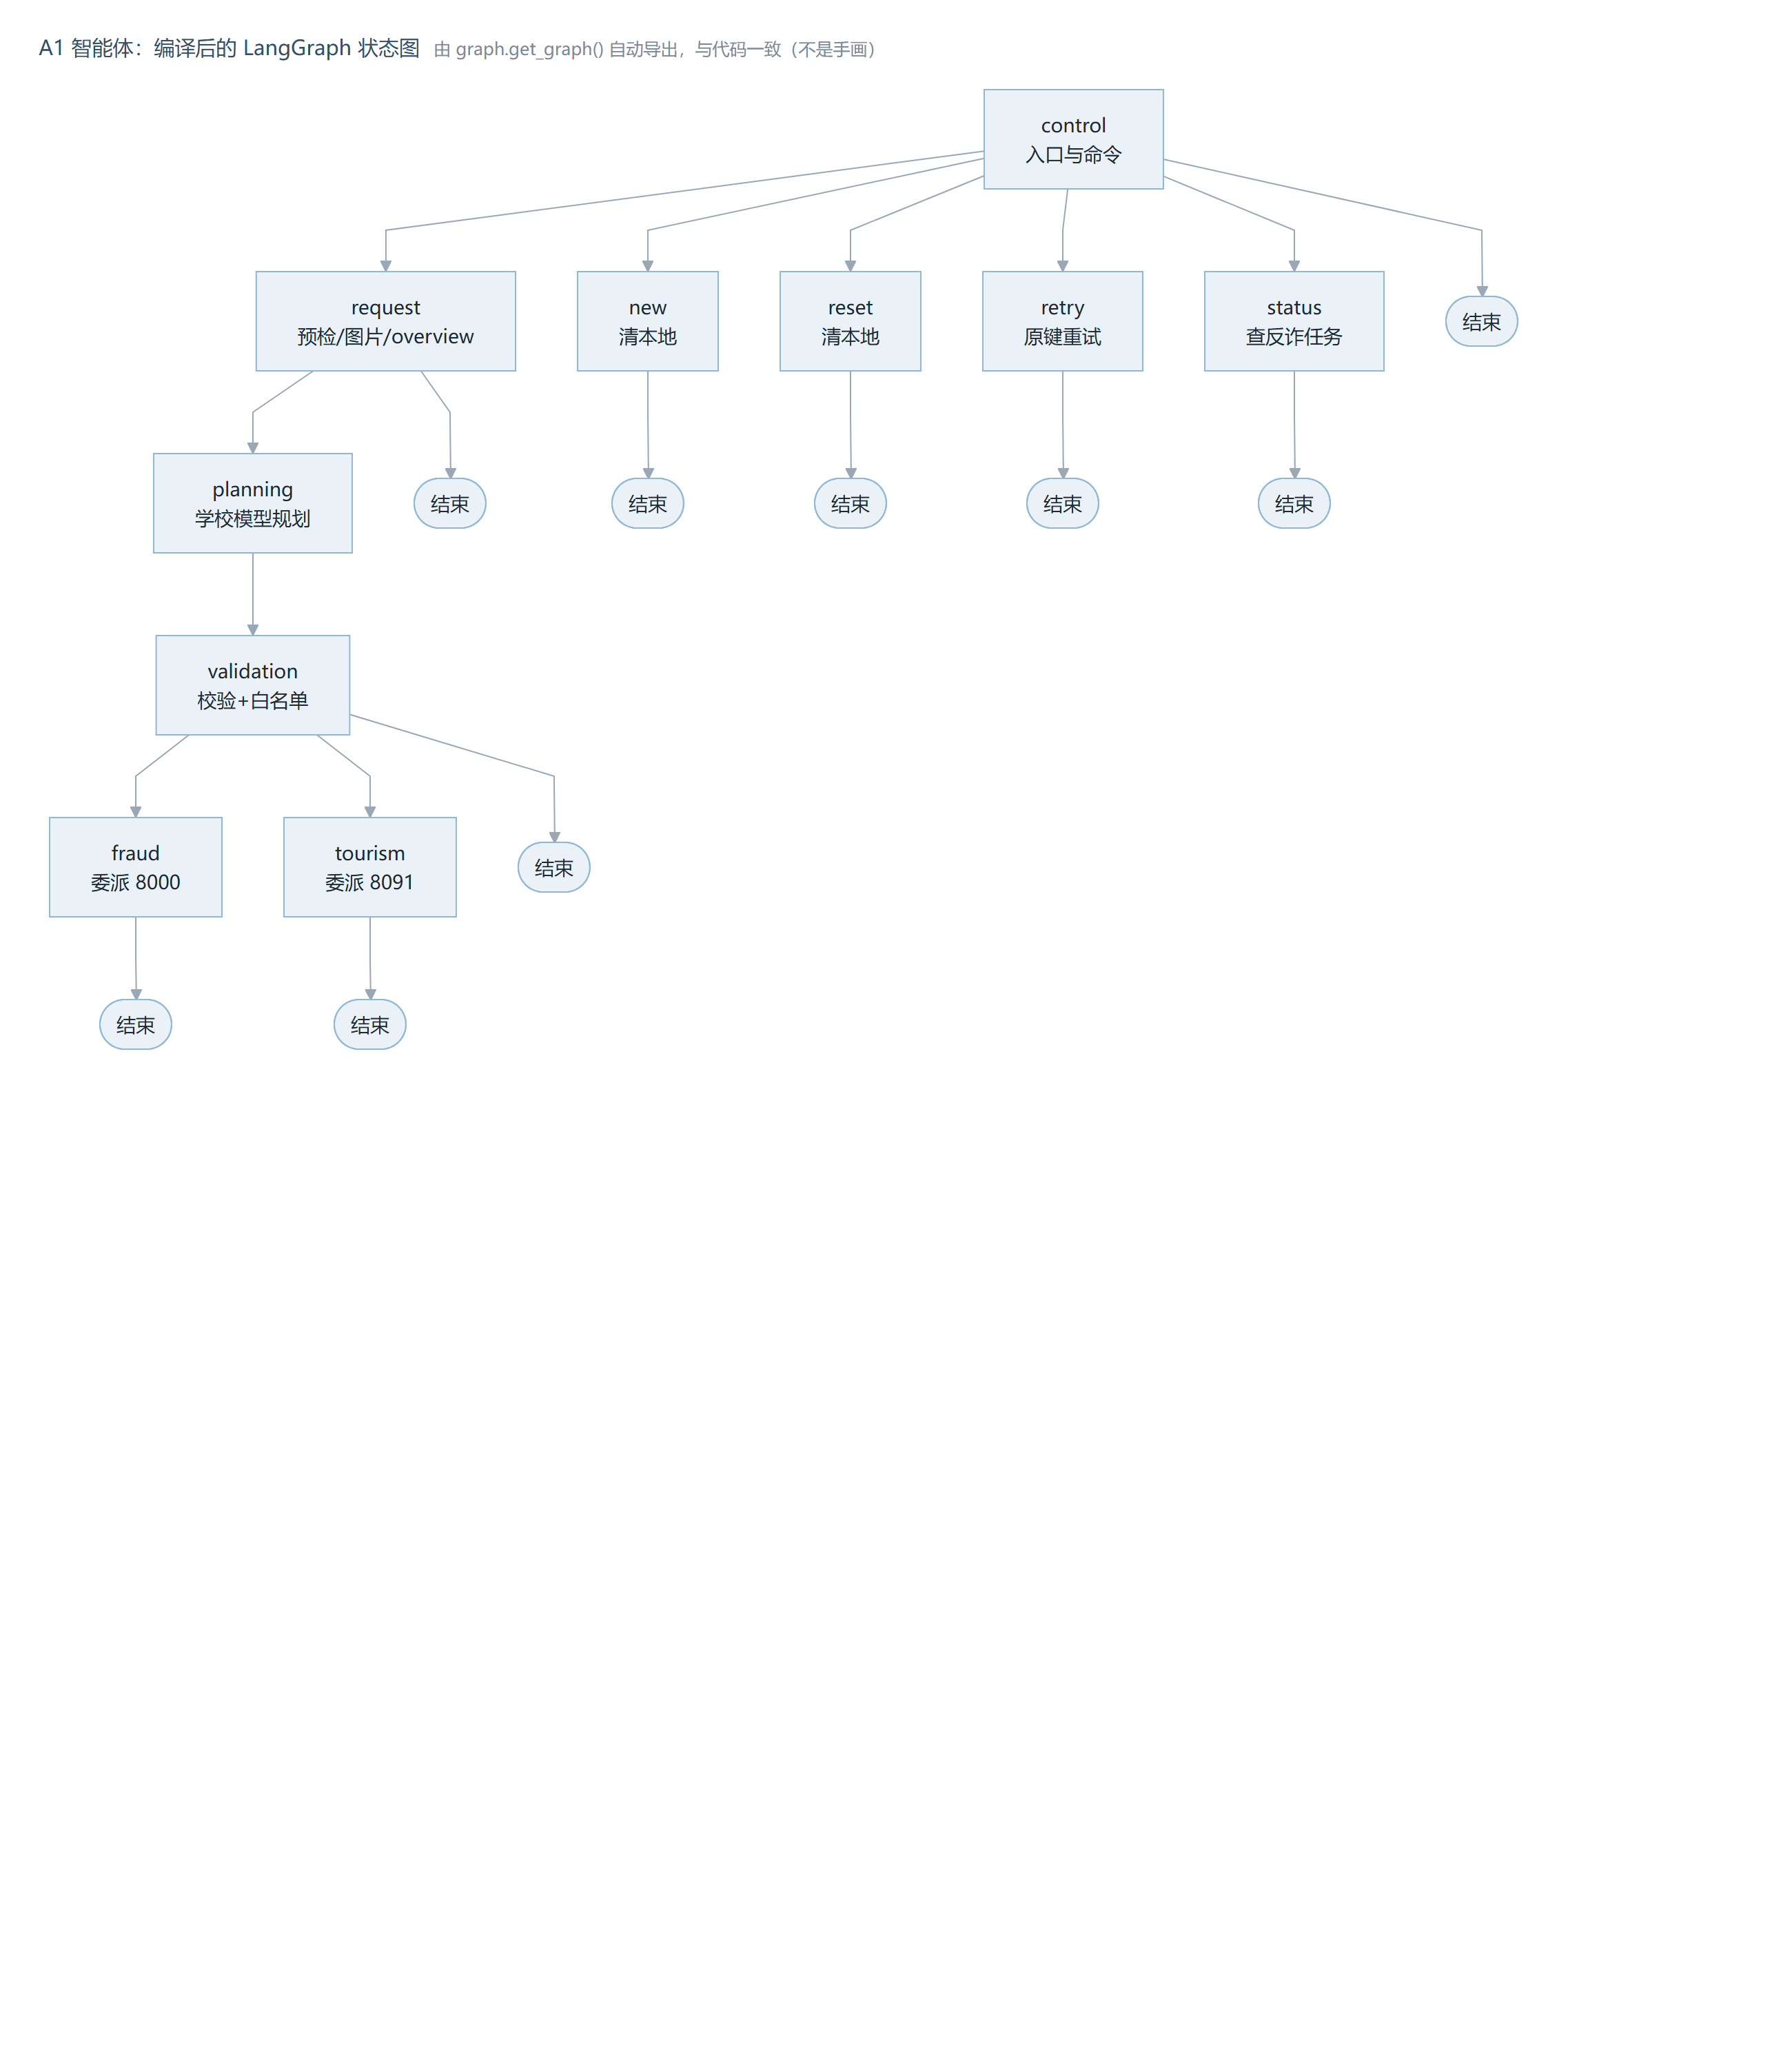 A1 智能体：编译后的 LangGraph 状态图 由 graph.get_graph() 自动导出，与代码一致（不是手画）
control
入口与命令
request
预检/图片/overview
new
清本地
reset
清本地
retry
原键重试
status
查反诈任务
结束
planning
学校模型规划
结束
结束
结束
结束
结束
validation
校验+白名单
fraud
委派 8000
tourism
委派 8091
结束
结束
结束